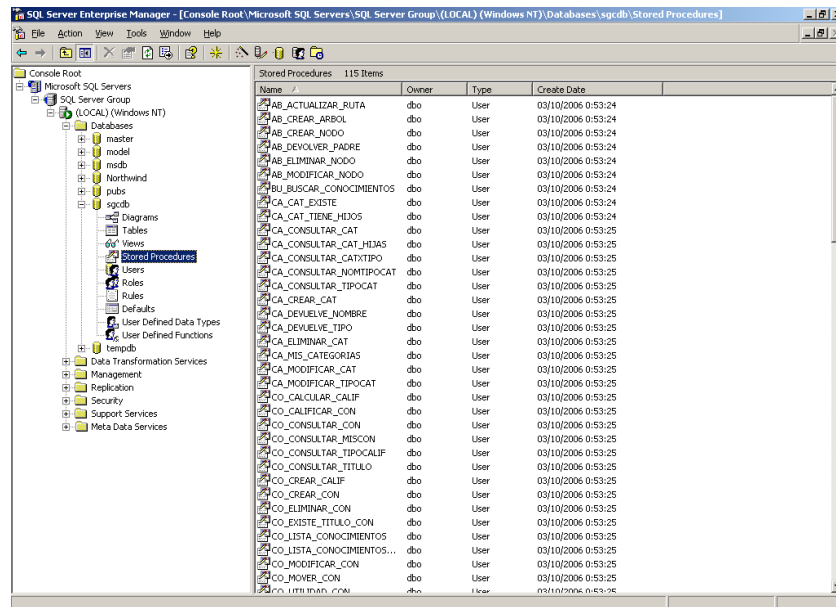 SQL Server Enterprise Manager - [Console Root\Microsoft SQL Servers\SQL Server Group\(LOCAL) (Windows NT)\Databases\sgcdb\Stored Procedures]
File Action View Tools Window Help
Console Root
Microsoft SQL Servers
SQL Server Group
(LOCAL) (Windows NT)
Databases
master
model
msdb
Northwind
pubs
sgcdb
Diagrams
Tables
Views
Stored Procedures
Users
Roles
Rules
Defaults
User Defined Data Types
User Defined Functions
tempdb
Data Transformation Services
Management
Replication
Security
Support Services
Meta Data Services
Stored Procedures 115 Items
Name Owner Type Create Date
AB_ACTUALIZAR_RUTA dbo User 03/10/2006 0:53:24
AB_CREAR_ARBOL dbo User 03/10/2006 0:53:24
AB_CREAR_NODO dbo User 03/10/2006 0:53:24
AB_DEVOLVER_PADRE dbo User 03/10/2006 0:53:24
AB_ELIMINAR_NODO dbo User 03/10/2006 0:53:24
AB_MODIFICAR_NODO dbo User 03/10/2006 0:53:24
BU_BUSCAR_CONOCIMIENTOS dbo User 03/10/2006 0:53:24
CA_CAT_EXISTE dbo User 03/10/2006 0:53:24
CA_CAT_TIENE_HIJOS dbo User 03/10/2006 0:53:24
CA_CONSULTAR_CAT dbo User 03/10/2006 0:53:25
CA_CONSULTAR_CAT_HIJAS dbo User 03/10/2006 0:53:25
CA_CONSULTAR_CATXTIPO dbo User 03/10/2006 0:53:25
CA_CONSULTAR_NOMTIPOCAT dbo User 03/10/2006 0:53:25
CA_CONSULTAR_TIPOCAT dbo User 03/10/2006 0:53:25
CA_CREAR_CAT dbo User 03/10/2006 0:53:25
CA_DEVUELVE_NOMBRE dbo User 03/10/2006 0:53:25
CA_DEVUELVE_TIPO dbo User 03/10/2006 0:53:25
CA_ELIMINAR_CAT dbo User 03/10/2006 0:53:25
CA_MIS_CATEGORIAS dbo User 03/10/2006 0:53:25
CA_MODIFICAR_CAT dbo User 03/10/2006 0:53:25
CA_MODIFICAR_TIPOCAT dbo User 03/10/2006 0:53:25
CO_CALCULAR_CALIF dbo User 03/10/2006 0:53:25
CO_CALIFICAR_CON dbo User 03/10/2006 0:53:25
CO_CONSULTAR_CON dbo User 03/10/2006 0:53:25
CO_CONSULTAR_MISCON dbo User 03/10/2006 0:53:25
CO_CONSULTAR_TIPOCALIF dbo User 03/10/2006 0:53:25
CO_CONSULTAR_TITULO dbo User 03/10/2006 0:53:25
CO_CREAR_CALIF dbo User 03/10/2006 0:53:25
CO_CREAR_CON dbo User 03/10/2006 0:53:25
CO_ELIMINAR_CON dbo User 03/10/2006 0:53:25
CO_EXISTE_TITULO_CON dbo User 03/10/2006 0:53:25
CO_LISTA_CONOCIMIENTOS dbo User 03/10/2006 0:53:25
CO_LISTA_CONOCIMIENTOS... dbo User 03/10/2006 0:53:25
CO_MODIFICAR_CON dbo User 03/10/2006 0:53:25
CO_MOVER_CON dbo User 03/10/2006 0:53:25
CO_UTILIDAD_CON dbo User 03/10/2006 0:53:25